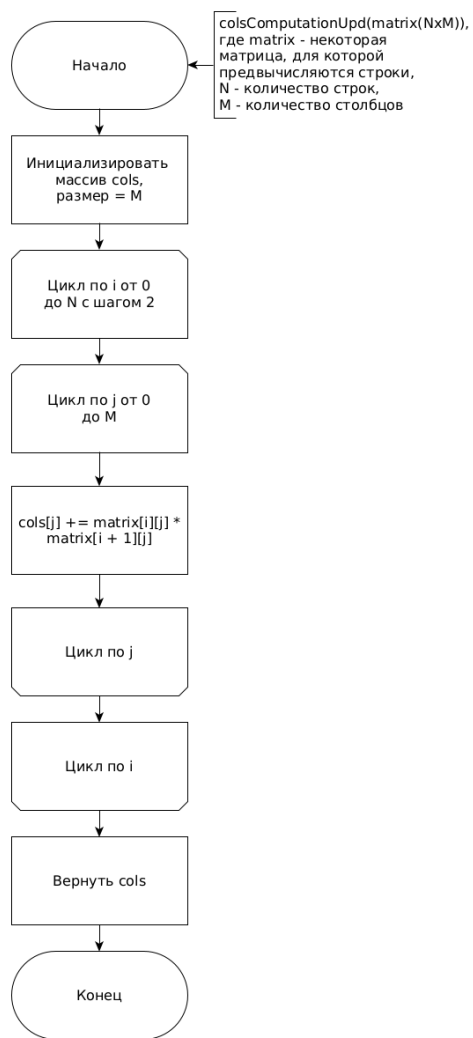 Начало
colsComputationUpd(matrix(NxM)),
где matrix - некоторая
матрица, для которой
предвычисляются строки,
N - количество строк,
M - количество столбцов
Инициализировать
массив cols,
размер = M
Цикл по i от 0
до N с шагом 2
Цикл по j от 0
до M
cols[j] += matrix[i][j] *
matrix[i + 1][j]
Цикл по j
Цикл по i
Вернуть cols
Конец